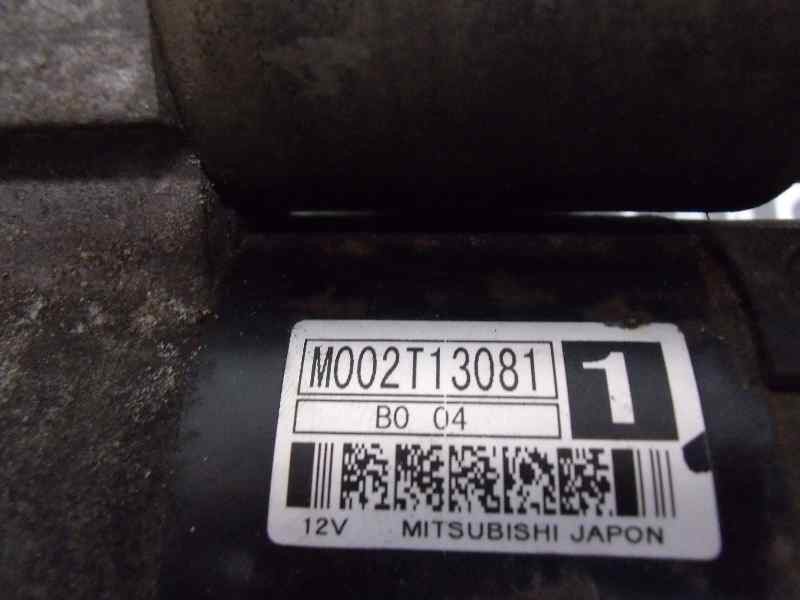 M002T13081
1
B0 04
12V MITSUBISHI JAPON